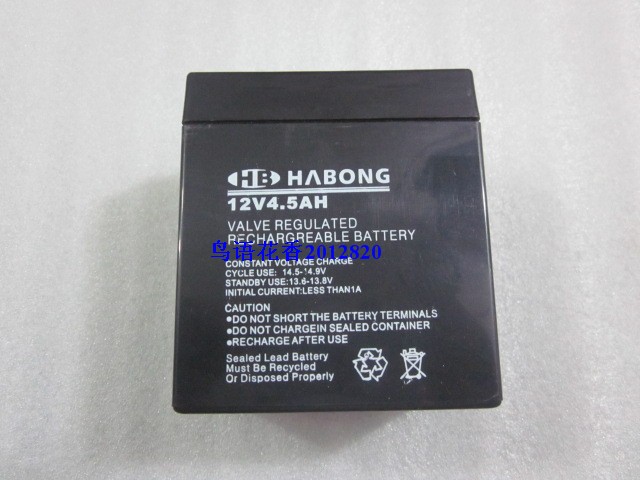 HB HABONG
12V4.5AH
VALVE REGULATED
RECHARGREABLE BATTERY
鸟语花香2012820
CONSTANT VOLTAGE CHARGE
CYCLE USE: 14.5-14.9V
STANDBY USE:13.6-13.8V
INITIAL CURRENT:LESS THAN1A
CAUTION
●DO NOT SHORT THE BATTERY TERMINALS
●DO NOT CHARGEIN SEALED CONTAINER
●RECHARGE AFTER USE
Sealed Lead Battery
Must Be Recycled
Or Disposed Properly